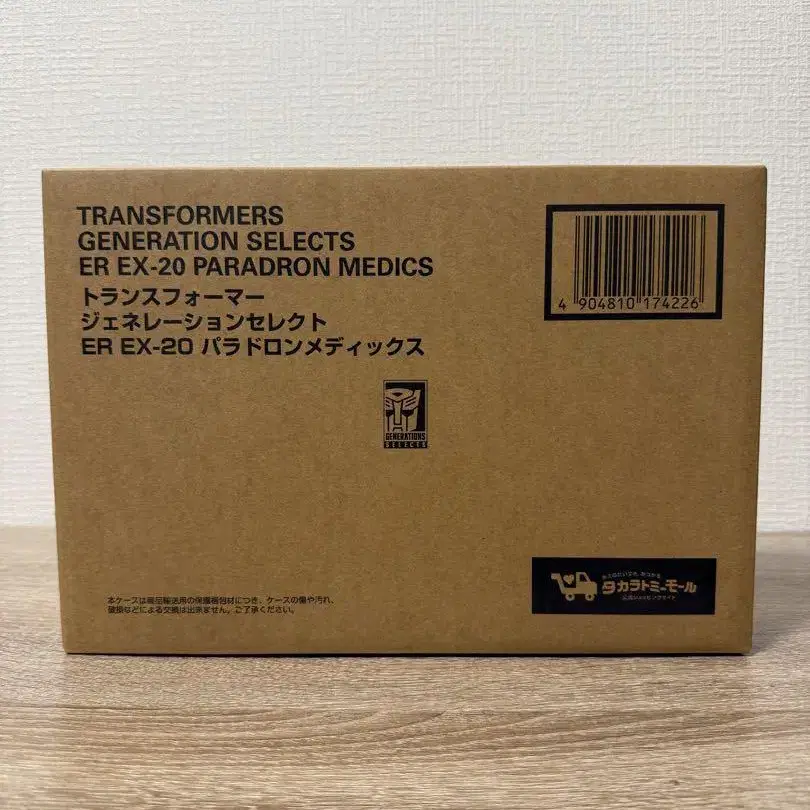 TRANSFORMERS
GENERATION SELECTS
ER EX-20 PARADRON MEDICS
トランスフォーマー
ジェネレーションセレクト
ER EX-20 パラドロンメディックス
4 904810 174226
GENERATIONS
SELECTS
本ケースは商品輸送用の保護梱包材につき、ケースの傷や汚れ、
破損などによる交換は出来ません。ご了承ください。
タカラトミーモール